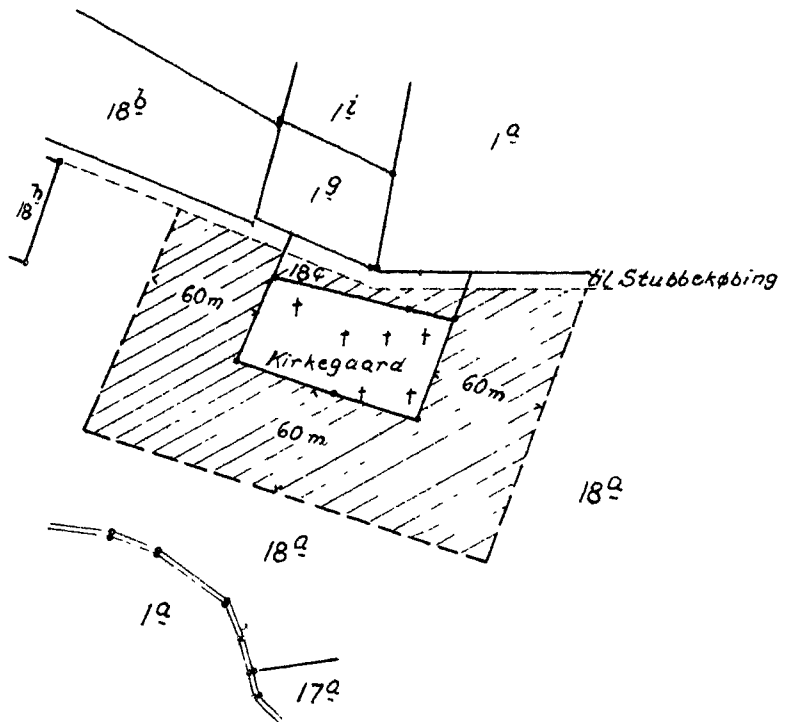 18b
1i
1a
1g
18h
18c
til Stubbekøbing
60m
Kirkegaard
60m
60m
18a
18a
1a
17a